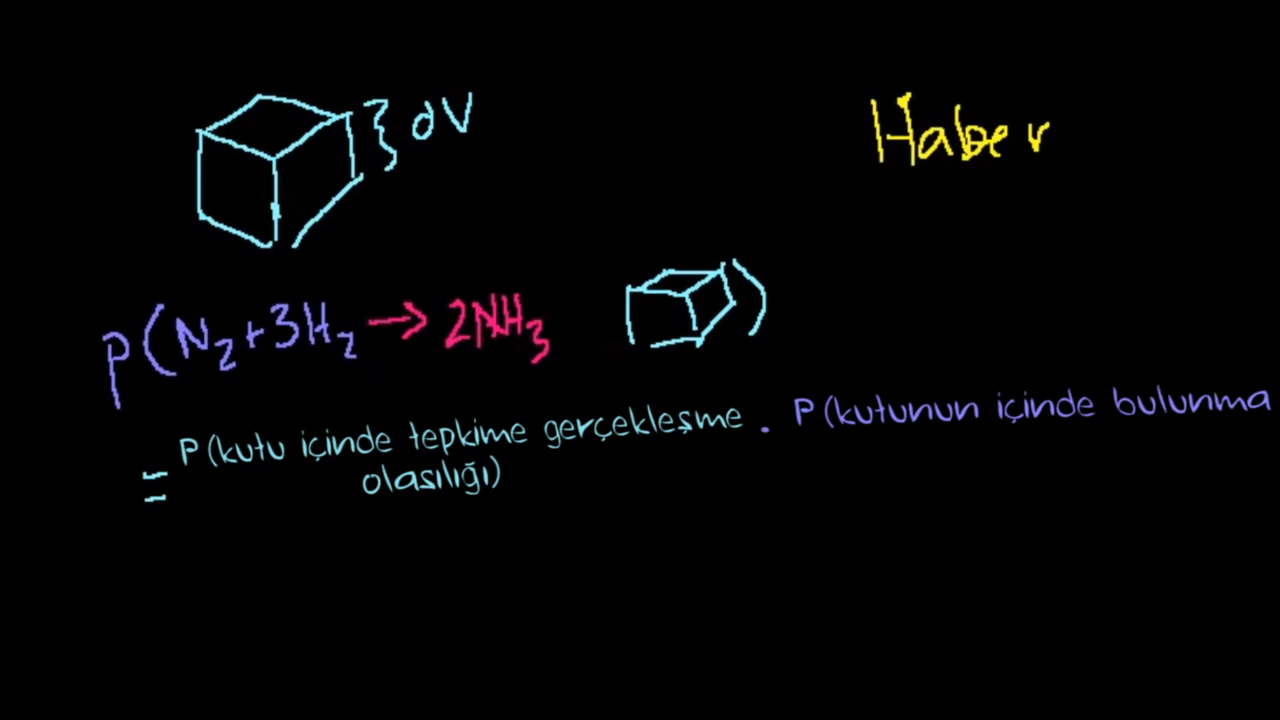 dV
Haber
P(N₂+3H₂ → 2NH₃ )
= P(kutu içinde tepkime gerçekleşme . P(kutunun içinde bulunma
olasılığı)